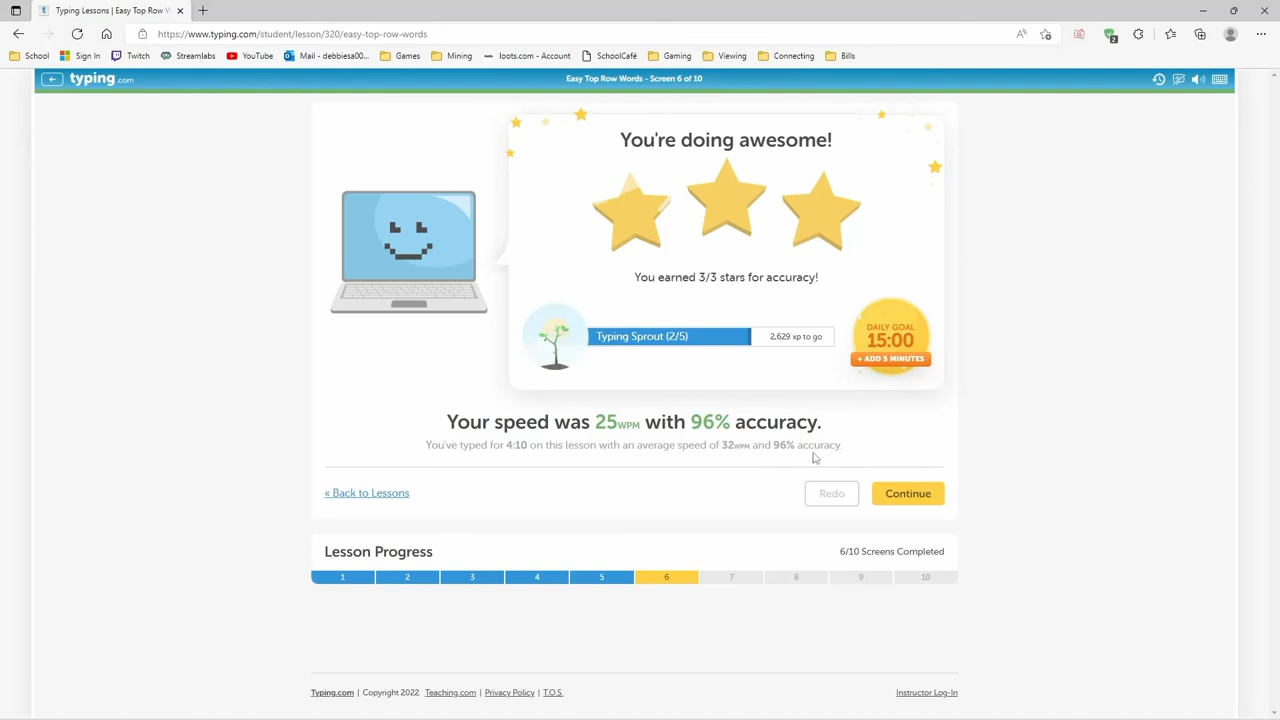 Typing Lessons | Easy Top Row W
https://www.typing.com/student/lesson/320/easy-top-row-words
School Sign In Twitch Streamlabs YouTube Mail - debbiesa00... Games Mining loots.com - Account SchoolCafé Gaming Viewing Connecting Bills
2
typing.com
Easy Top Row Words - Screen 6 of 10
You're doing awesome!
You earned 3/3 stars for accuracy!
Typing Sprout (2/5)
2,629 xp to go
DAILY GOAL
15:00
+ ADD 5 MINUTES
Your speed was 25WPM with 96% accuracy.
You've typed for 4:10 on this lesson with an average speed of 32WPM and 96% accuracy.
« Back to Lessons
Redo
Continue
Lesson Progress
6/10 Screens Completed
1 2 3 4 5 6 7 8 9 10
Typing.com | Copyright 2022. Teaching.com | Privacy Policy | T.O.S.
Instructor Log-In